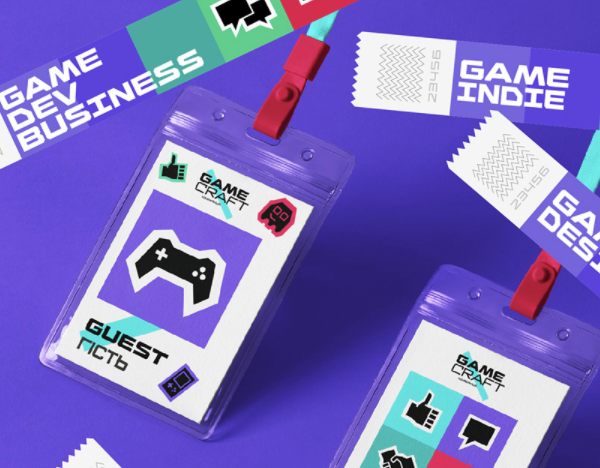 GAME
DEV
BUSINESS
23456
GAME
INDIE
23456
GAME
CRAFT
GUEST
ГІСТЬ
GAME
CRAFT